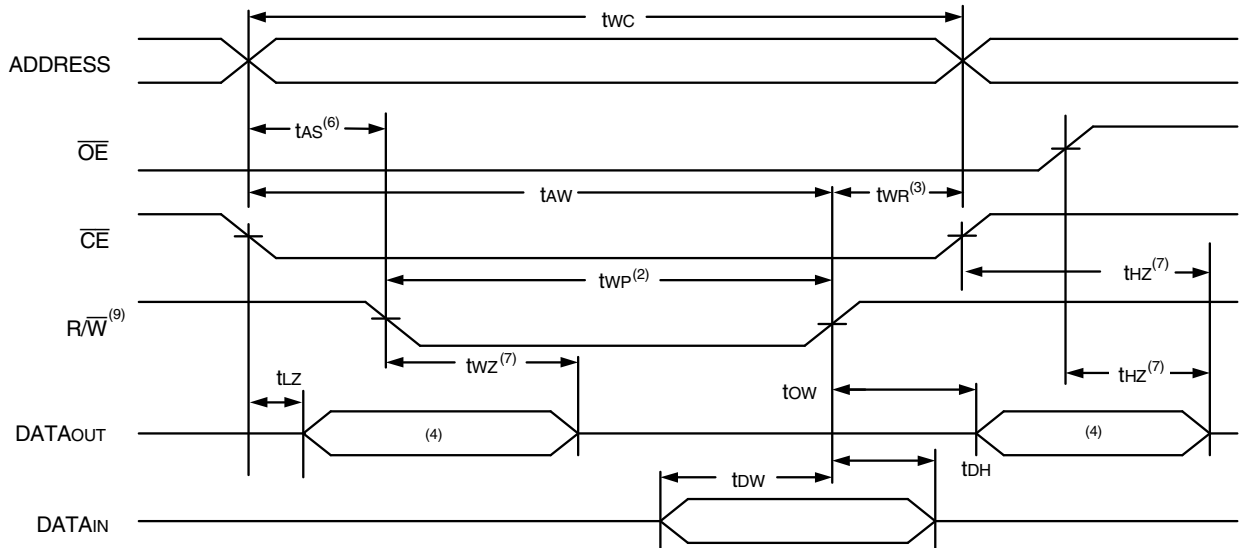 tWC
ADDRESS
tAS(6)
OE
tAW
tWR(3)
CE
tWP(2)
tHZ(7)
R/W(9)
tWZ(7)
tHZ(7)
tLZ
tOW
DATAOUT
(4)
(4)
tDW
tDH
DATAIN